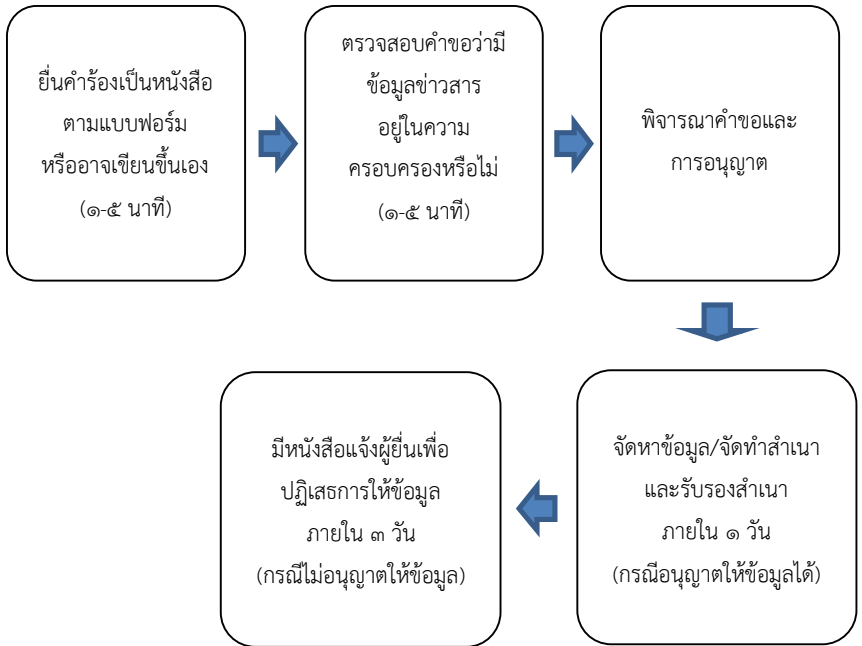 ยื่นคำร้องเป็นหนังสือ
ตามแบบฟอร์ม
หรืออาจเขียนขึ้นเอง
(๑-๕ นาที)
ตรวจสอบคำขอว่ามี
ข้อมูลข่าวสาร
อยู่ในความ
ครอบครองหรือไม่
(๑-๕ นาที)
พิจารณาคำขอและ
การอนุญาต
จัดหาข้อมูล/จัดทำสำเนา
และรับรองสำเนา
ภายใน ๑ วัน
(กรณีอนุญาตให้ข้อมูลได้)
มีหนังสือแจ้งผู้ยื่นเพื่อ
ปฏิเสธการให้ข้อมูล
ภายใน ๓ วัน
(กรณีไม่อนุญาตให้ข้อมูล)